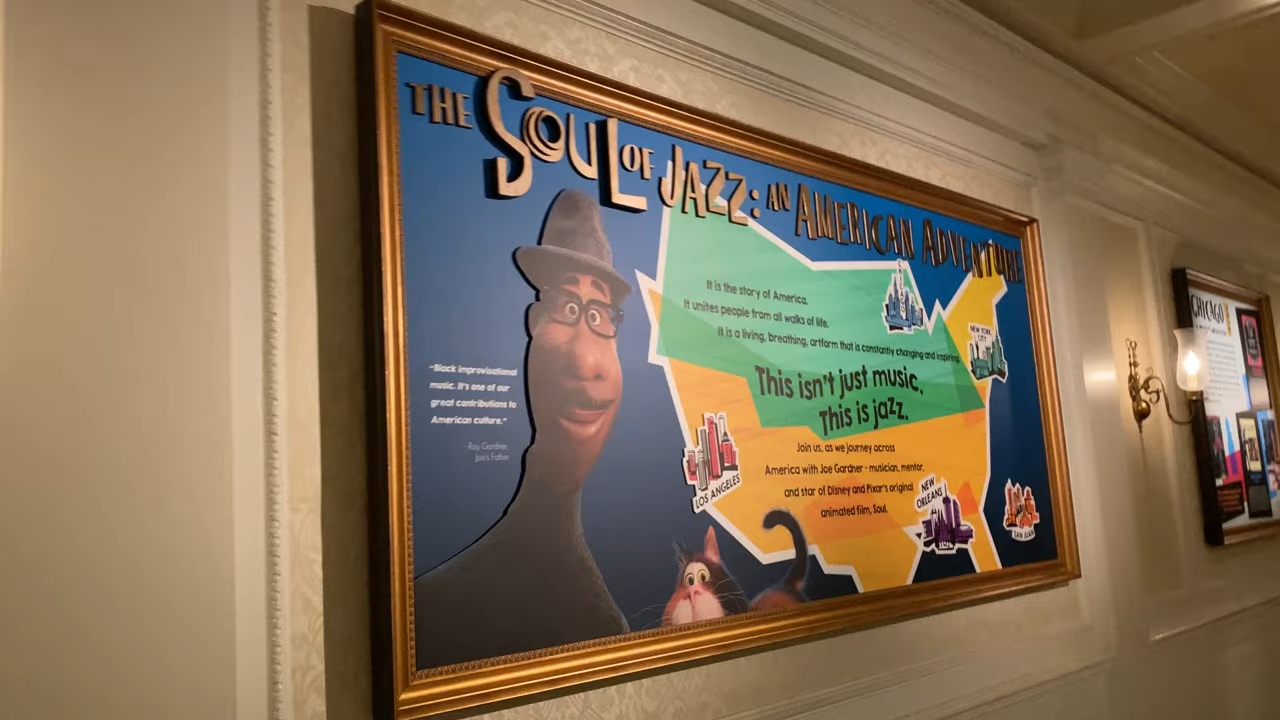 THE SOUL OF JAZZ: AN AMERICAN ADVENTURE
"Black improvisational
music. It's one of our
great contributions to
American culture."
- Ray Gardner,
Joe's Father
It is the story of America.
It unites people from all walks of life.
It is a living, breathing, artform that is constantly changing and inspiring.
This isn't just music,
This is jazz.
Join us, as we journey across
America with Joe Gardner - musician, mentor,
and star of Disney and Pixar's original
animated film, Soul.
CHICAGO
NEW YORK
CITY
LOS ANGELES
NEW
ORLEANS
SAN JUAN
CHICAGO